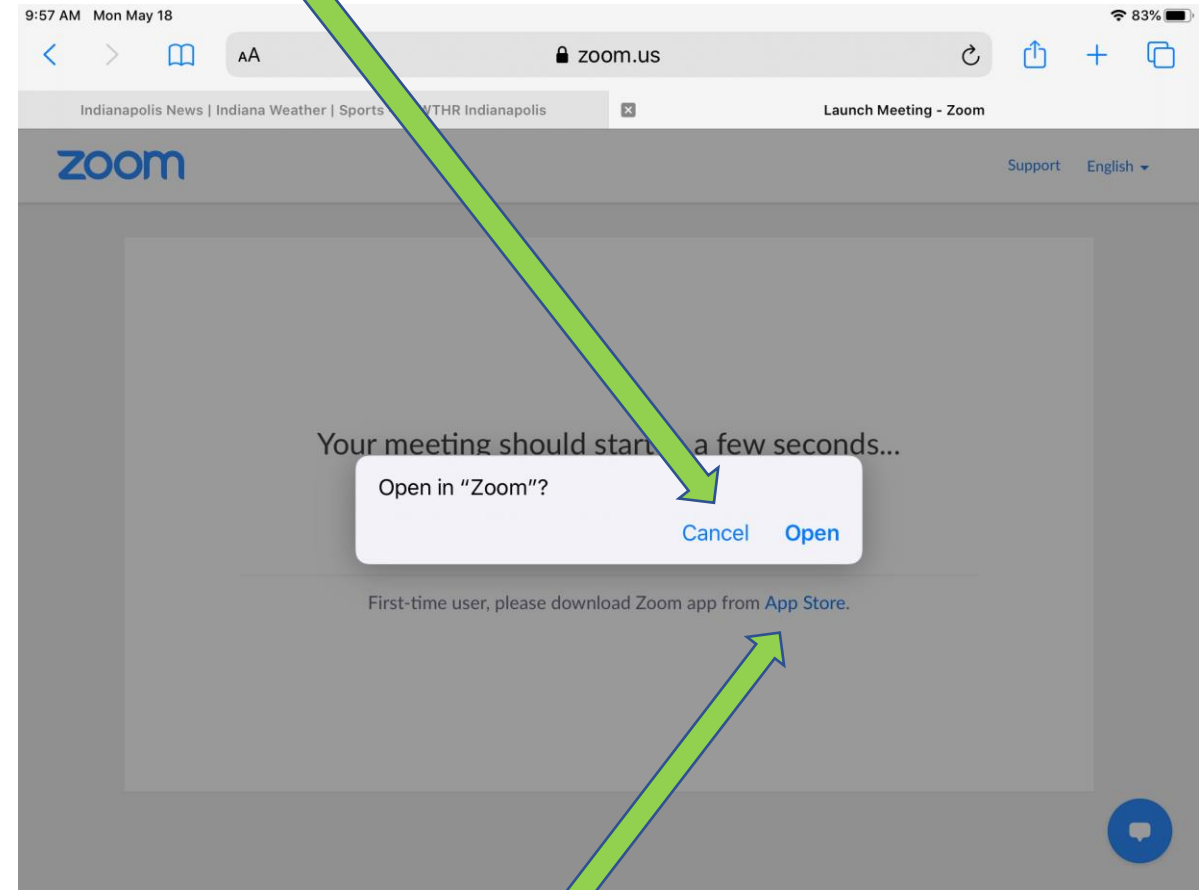 9:57 AM Mon May 18 83%
AA zoom.us
Indianapolis News | Indiana Weather | Sports WTHR Indianapolis Launch Meeting - Zoom
zoom Support English
Your meeting should start a few seconds...
Open in “Zoom”?
Cancel Open
First-time user, please download Zoom app from App Store.